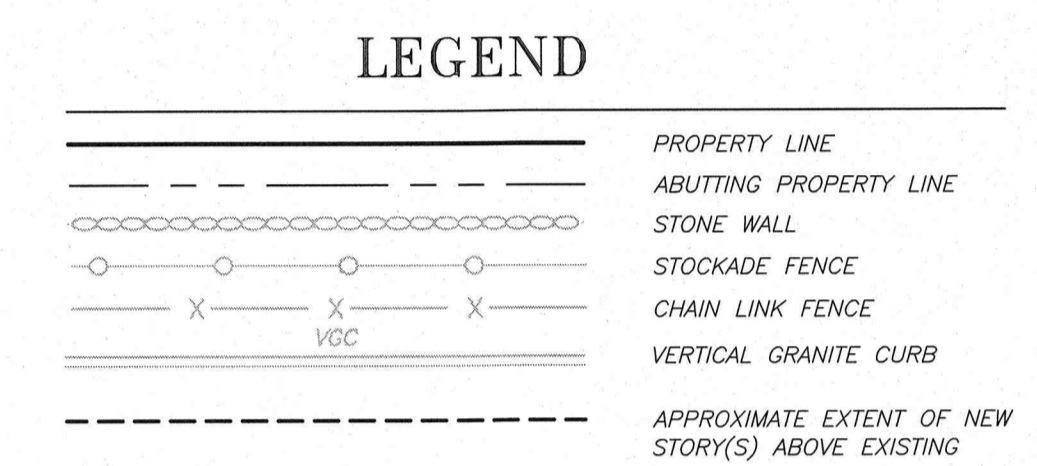 LEGEND
PROPERTY LINE
ABUTTING PROPERTY LINE
STONE WALL
STOCKADE FENCE
X X X CHAIN LINK FENCE
VGC
VERTICAL GRANITE CURB
APPROXIMATE EXTENT OF NEW
STORY(S) ABOVE EXISTING